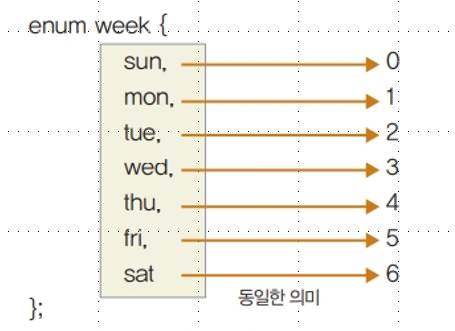 enum week {
sun, 0
mon, 1
tue, 2
wed, 3
thu, 4
fri, 5
sat 6
동일한 의미
};